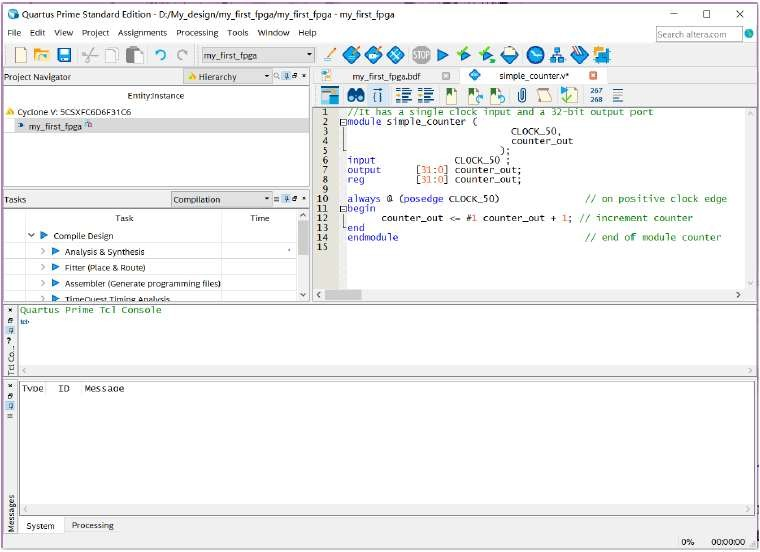 Quartus Prime Standard Edition - D:/My_design/my_first_fpga/my_first_fpga - my_first_fpga
File Edit View Project Assignments Processing Tools Window Help
Search altera.com
my_first_fpga
STOP
Project Navigator
Hierarchy
Entity:Instance
Cyclone V: 5CSXFC6D6F31C6
my_first_fpga
Tasks
Compilation
Task Time
Compile Design
Analysis & Synthesis
Fitter (Place & Route)
Assembler (Generate programming files)
TimeQuest Timing Analysis
my_first_fpga.bdf
simple_counter.v*
267
268
1 //It has a single clock input and a 32-bit output port
2 module simple_counter (
3 CLOCK_50,
4 counter_out
5 );
6 input CLOCK_50 ;
7 output [31:0] counter_out;
8 reg [31:0] counter_out;
9
10 always @ (posedge CLOCK_50) // on positive clock edge
11 begin
12 counter_out <= #1 counter_out + 1; // increment counter
13 end
14 endmodule // end of module counter
15
Quartus Prime Tcl Console
tcl>
Tcl Co...
Type ID Message
Messages
System Processing
0% 00:00:00